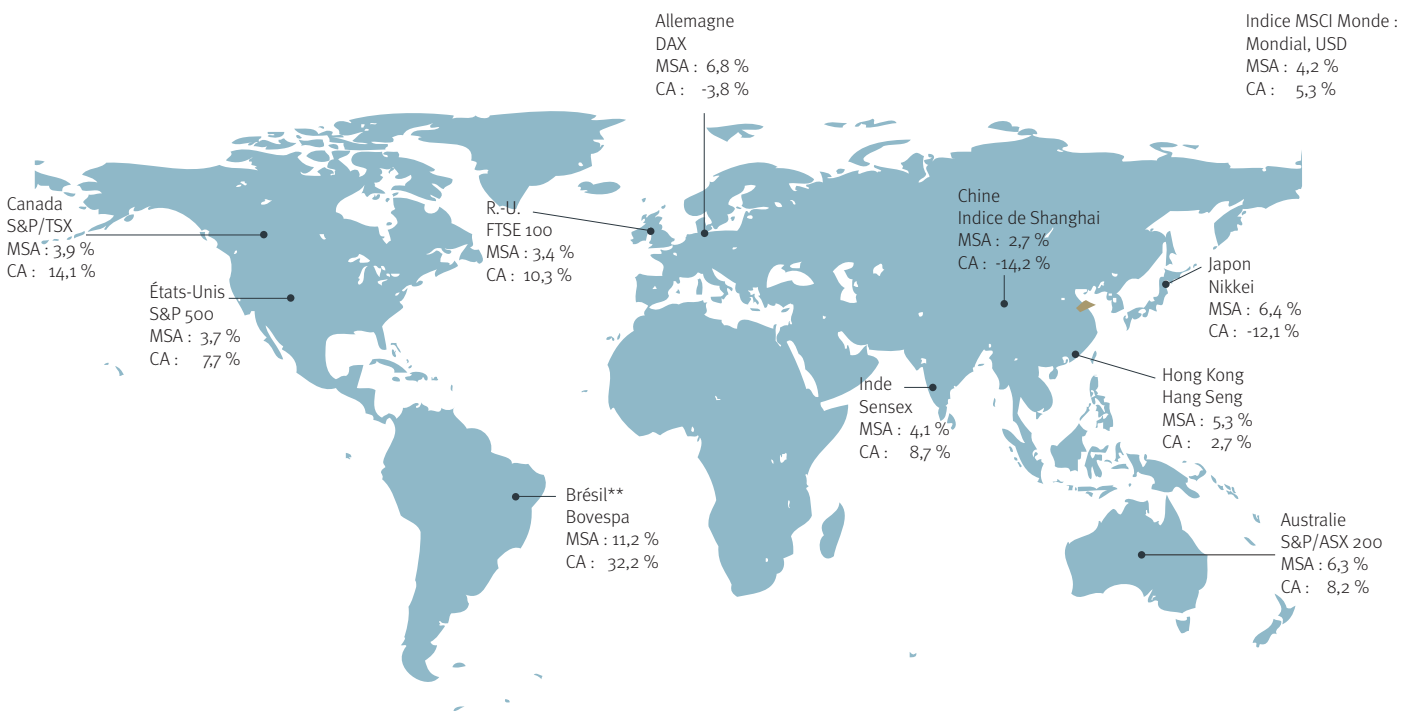 Allemagne
DAX
MSA : 6,8 %
CA : -3,8 %
Indice MSCI Monde :
Mondial, USD
MSA : 4,2 %
CA : 5,3 %
Canada
S&P/TSX
MSA : 3,9 %
CA : 14,1 %
États-Unis
S&P 500
MSA : 3,7 %
CA : 7,7 %
R.-U.
FTSE 100
MSA : 3,4 %
CA : 10,3 %
Chine
Indice de Shanghai
MSA : 2,7 %
CA : -14,2 %
Japon
Nikkei
MSA : 6,4 %
CA : -12,1 %
Hong Kong
Hang Seng
MSA : 5,3 %
CA : 2,7 %
Inde
Sensex
MSA : 4,1 %
CA : 8,7 %
Brésil**
Bovespa
MSA : 11,2 %
CA : 32,2 %
Australie
S&P/ASX 200
MSA : 6,3 %
CA : 8,2 %